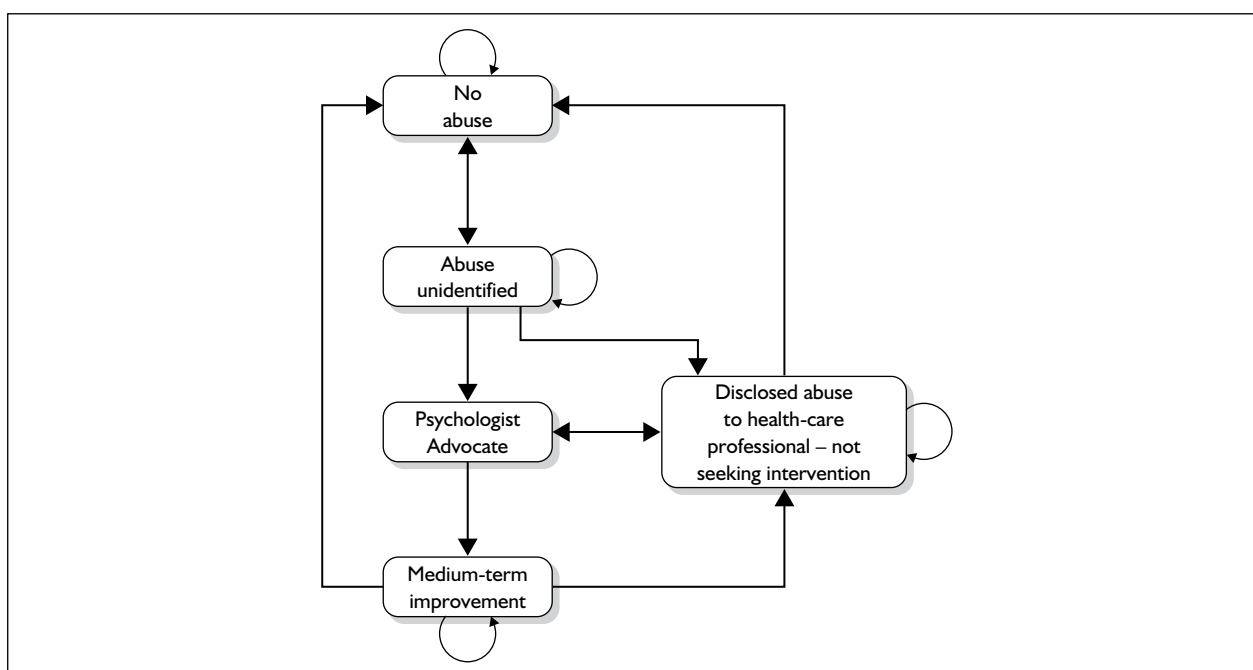 No
abuse
Abuse
unidentified
Psychologist
Advocate
Disclosed abuse
to health-care
professional – not
seeking intervention
Medium-term
improvement